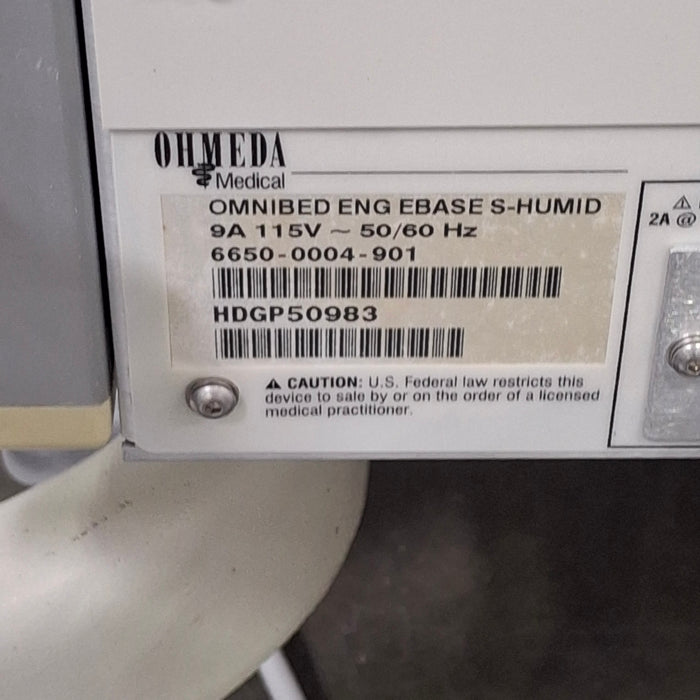 OHMEDA
Medical
OMNIBED ENG EBASE S-HUMID
9A 115V ~ 50/60 Hz
6650-0004-901
HDGP50983
⚠ CAUTION: U.S. Federal law restricts this
device to sale by or on the order of a licensed
medical practitioner.
⚠
2A @